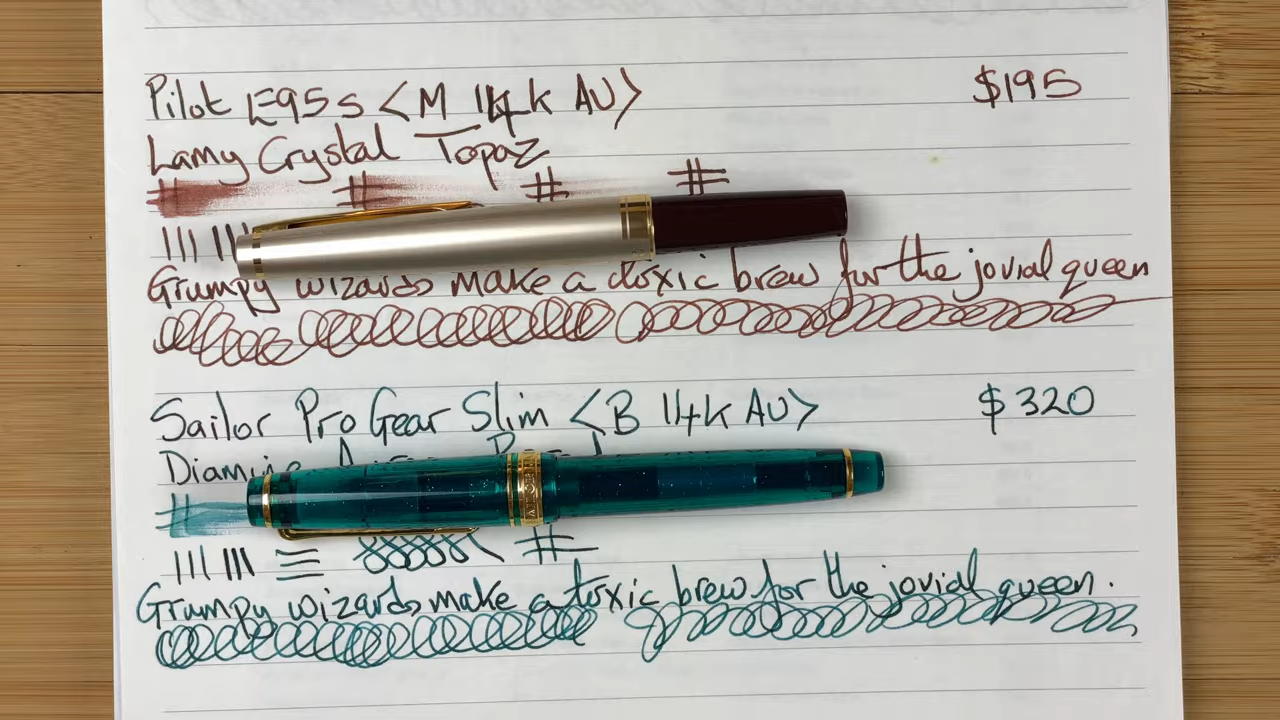 Pilot E95s <M 14k AU> $195
Lamy Crystal Topaz
Grumpy wizards make a toxic brew for the jovial queen
Sailor Pro Gear Slim <B 14k AU> $320
Diamine
Grumpy wizards make a toxic brew for the jovial queen.